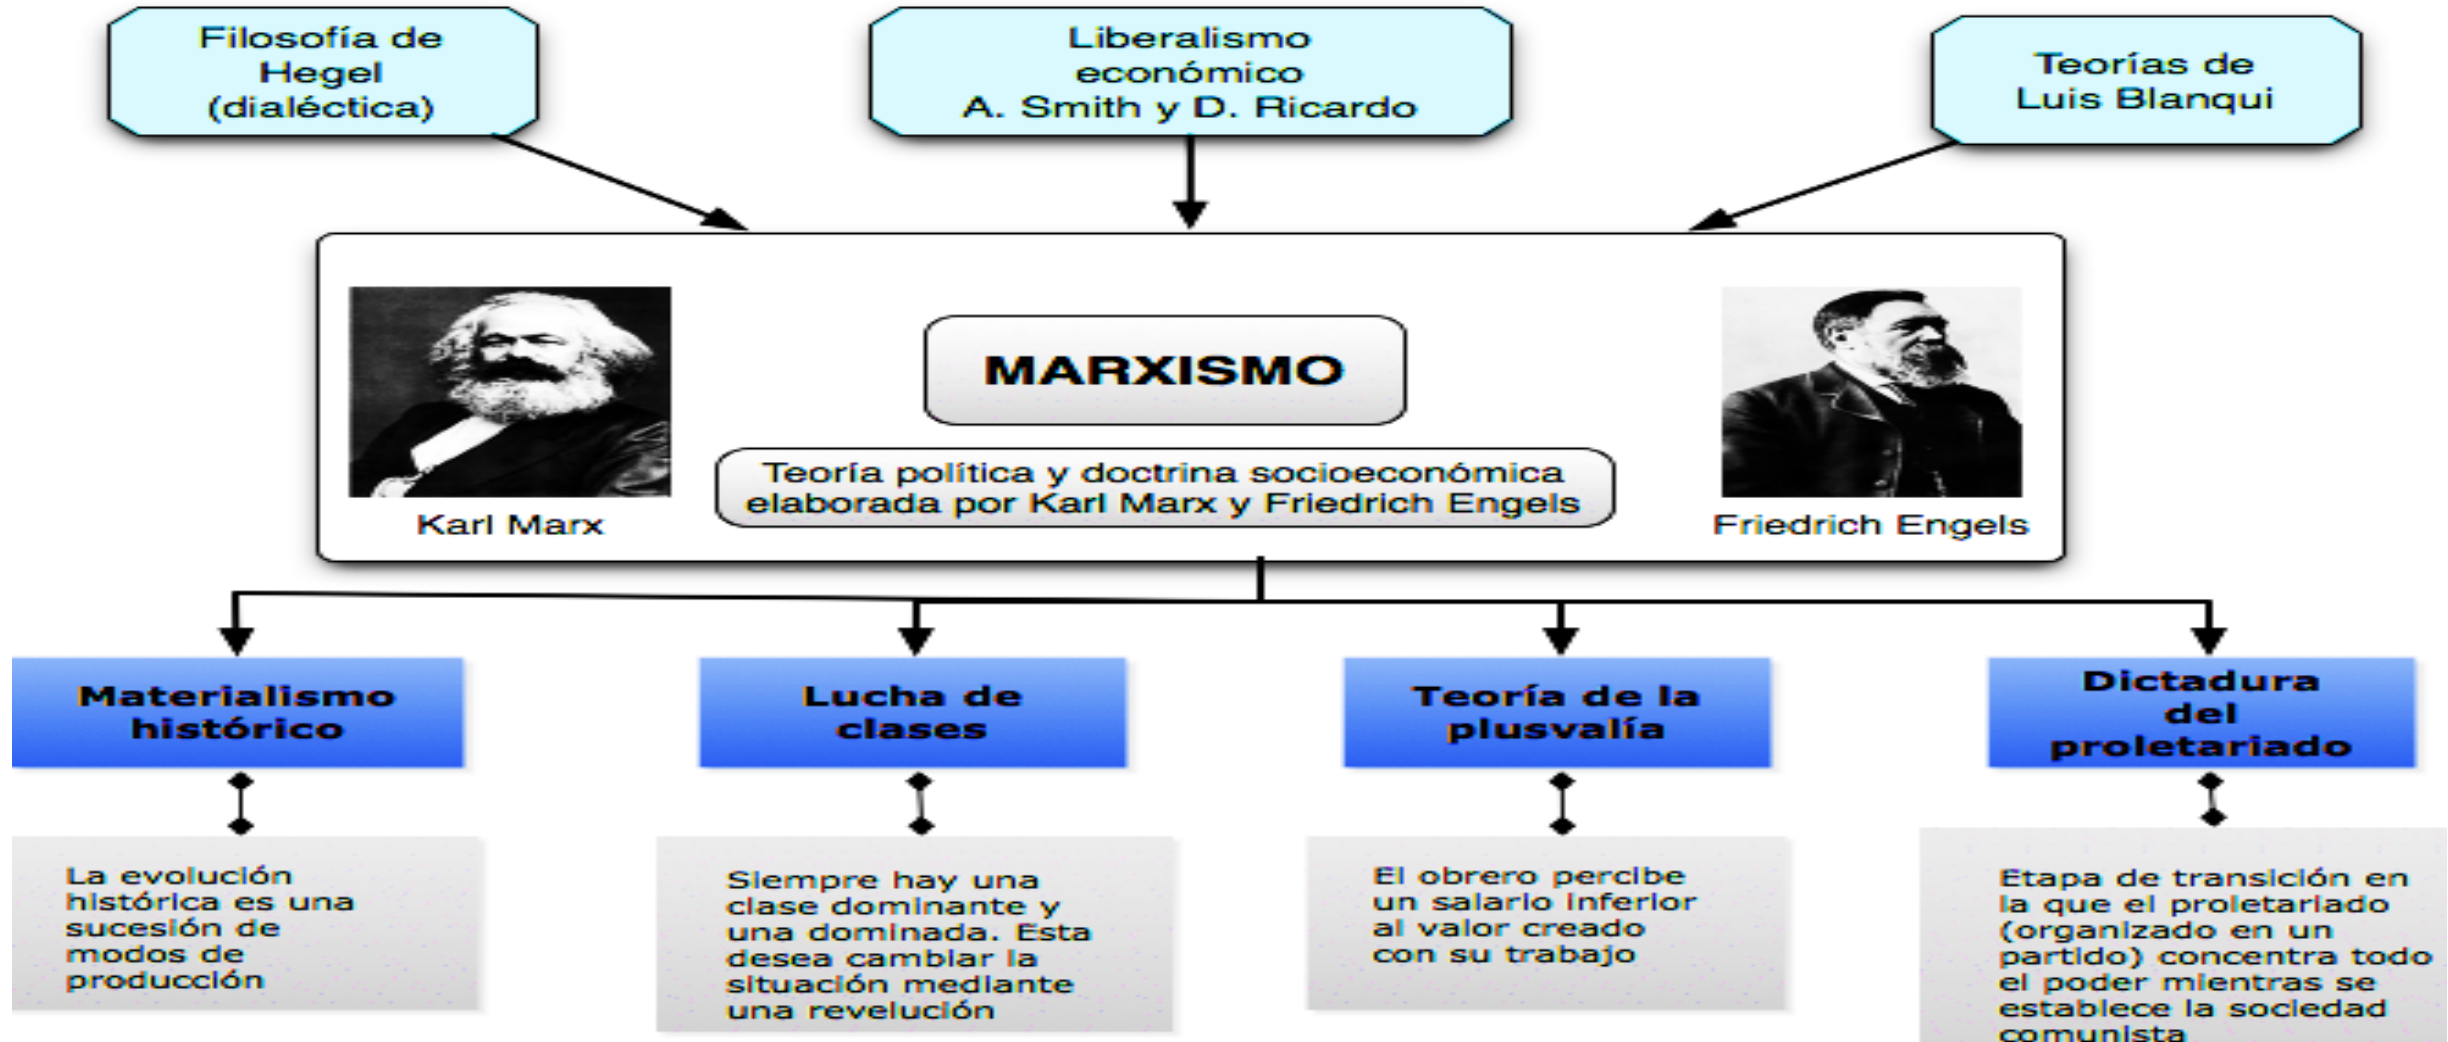 Filosofía de
Hegel
(dialéctica)
Liberalismo
económico
A. Smith y D. Ricardo
Teorías de
Luis Blanqui
MARXISMO
Teoría política y doctrina socioeconómica
elaborada por Karl Marx y Friedrich Engels
Karl Marx
Friedrich Engels
Materialismo
histórico
Lucha de
clases
Teoría de la
plusvalía
Dictadura
del
proletariado
La evolución
histórica es una
sucesión de
modos de
producción
Siempre hay una
clase dominante y
una dominada. Esta
desea cambiar la
situación mediante
una revelución
El obrero percibe
un salario inferior
al valor creado
con su trabajo
Etapa de transición en
la que el proletariado
(organizado en un
partido) concentra todo
el poder mientras se
establece la sociedad
comunista